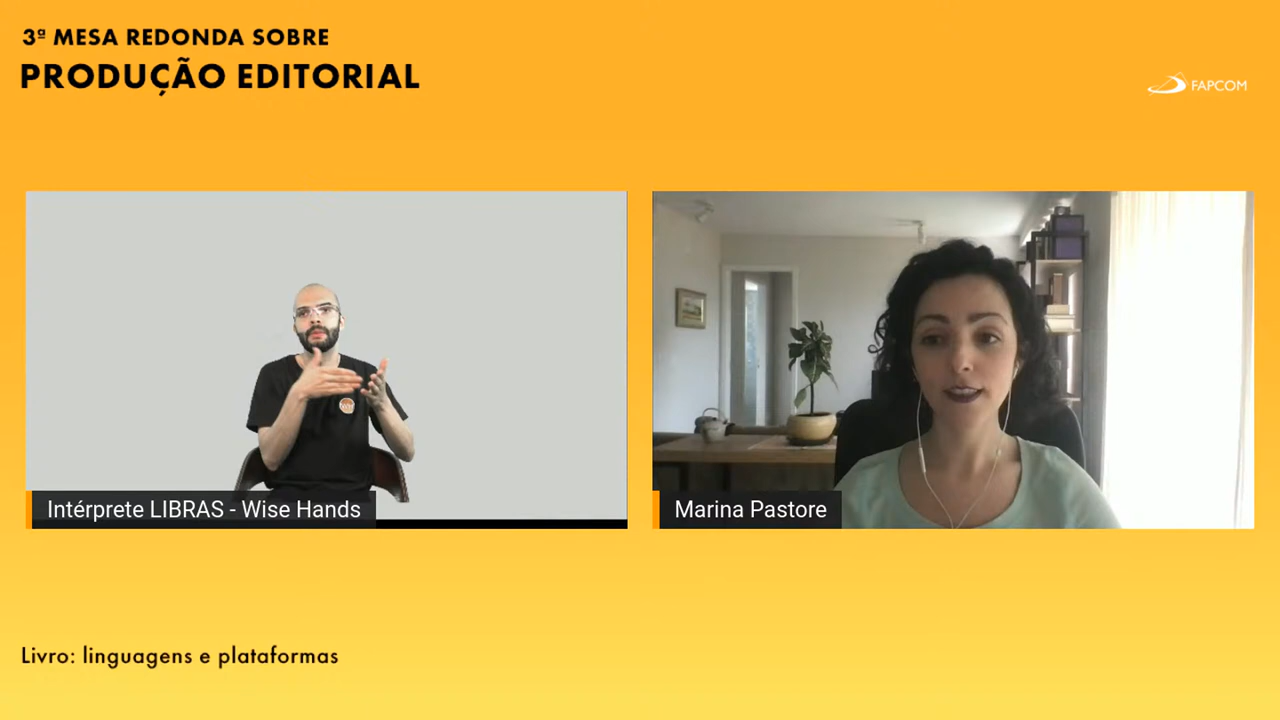 3ª MESA REDONDA SOBRE
PRODUÇÃO EDITORIAL
FAPCOM
Intérprete LIBRAS - Wise Hands
Marina Pastore
Livro: linguagens e plataformas